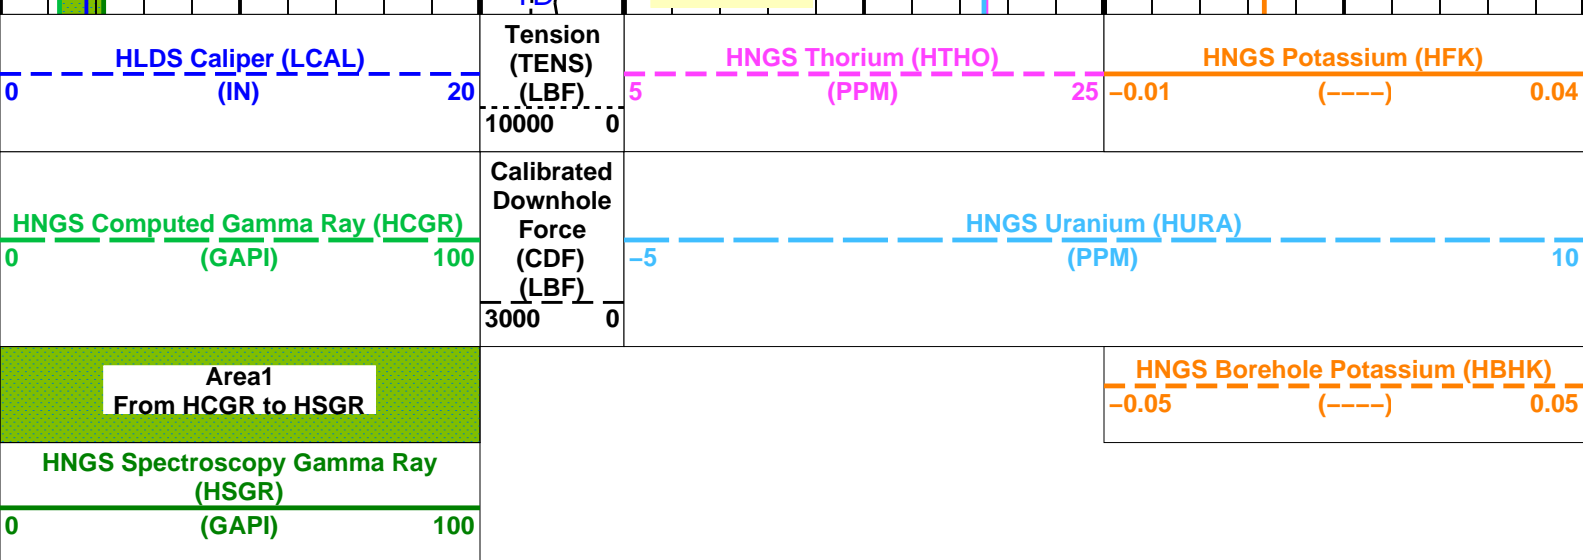 HLDS Caliper (LCAL)
0 (IN) 20
Tension
(TENS)
(LBF)
10000 0
HNGS Thorium (HTHO)
5 (PPM) 25
HNGS Potassium (HFK)
−0.01 (−−−−) 0.04
HNGS Computed Gamma Ray (HCGR)
0 (GAPI) 100
Calibrated
Downhole
Force
(CDF)
(LBF)
3000 0
HNGS Uranium (HURA)
−5 (PPM) 10
Area1
From HCGR to HSGR
HNGS Borehole Potassium (HBHK)
−0.05 (−−−−) 0.05
HNGS Spectroscopy Gamma Ray
(HSGR)
0 (GAPI) 100